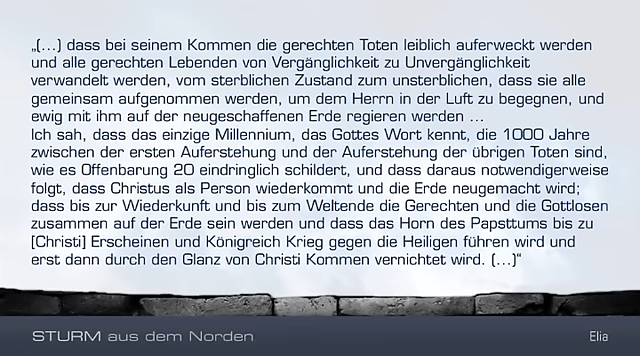 „(...) dass bei seinem Kommen die gerechten Toten leiblich auferweckt werden
und alle gerechten Lebenden von Vergänglichkeit zu Unvergänglichkeit
verwandelt werden, vom sterblichen Zustand zum unsterblichen, dass sie alle
gemeinsam aufgenommen werden, um dem Herrn in der Luft zu begegnen, und
ewig mit ihm auf der neugeschaffenen Erde regieren werden ...
Ich sah, dass das einzige Millennium, das Gottes Wort kennt, die 1000 Jahre
zwischen der ersten Auferstehung und der Auferstehung der übrigen Toten sind,
wie es Offenbarung 20 eindringlich schildert, und dass daraus notwendigerweise
folgt, dass Christus als Person wiederkommt und die Erde neugemacht wird;
dass bis zur Wiederkunft und bis zum Weltende die Gerechten und die Gottlosen
zusammen auf der Erde sein werden und dass das Horn des Papsttums bis zu
[Christi] Erscheinen und Königreich Krieg gegen die Heiligen führen wird und
erst dann durch den Glanz von Christi Kommen vernichtet wird. (...)“
STURM aus dem Norden
Elia